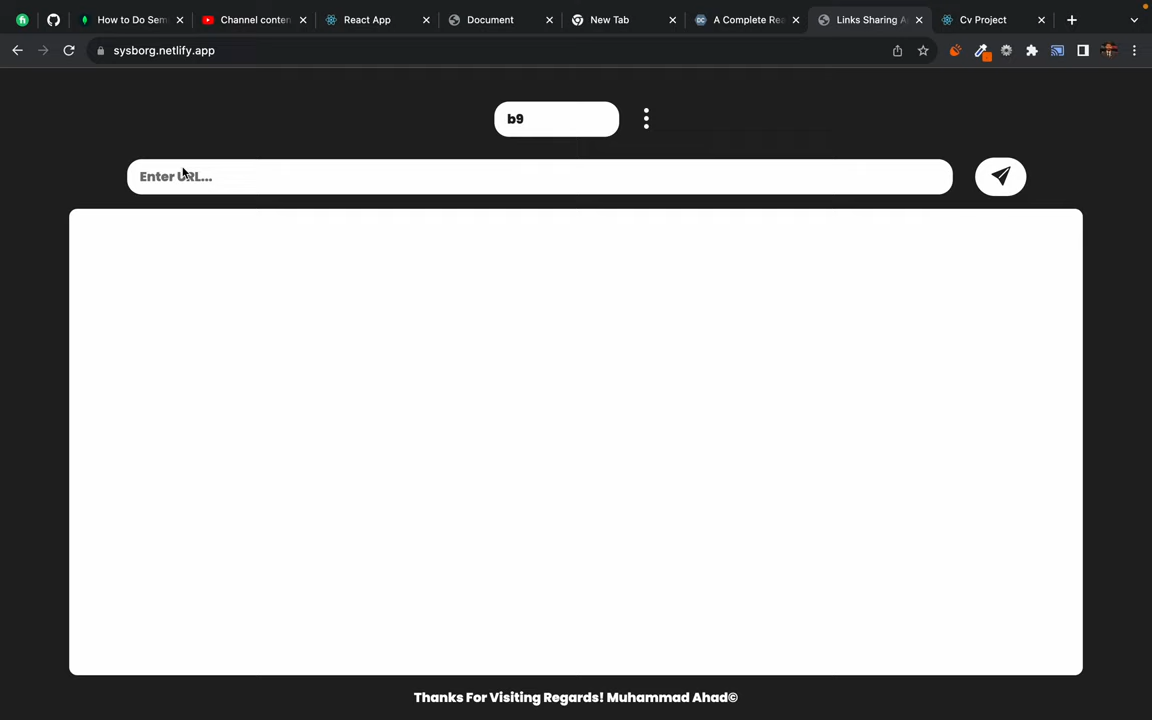 How to Do Sem
Channel conten
React App
Document
New Tab
A Complete Rea
Links Sharing A
Cv Project
sysborg.netlify.app
b9
Enter URL...
Thanks For Visiting Regards! Muhammad Ahad©